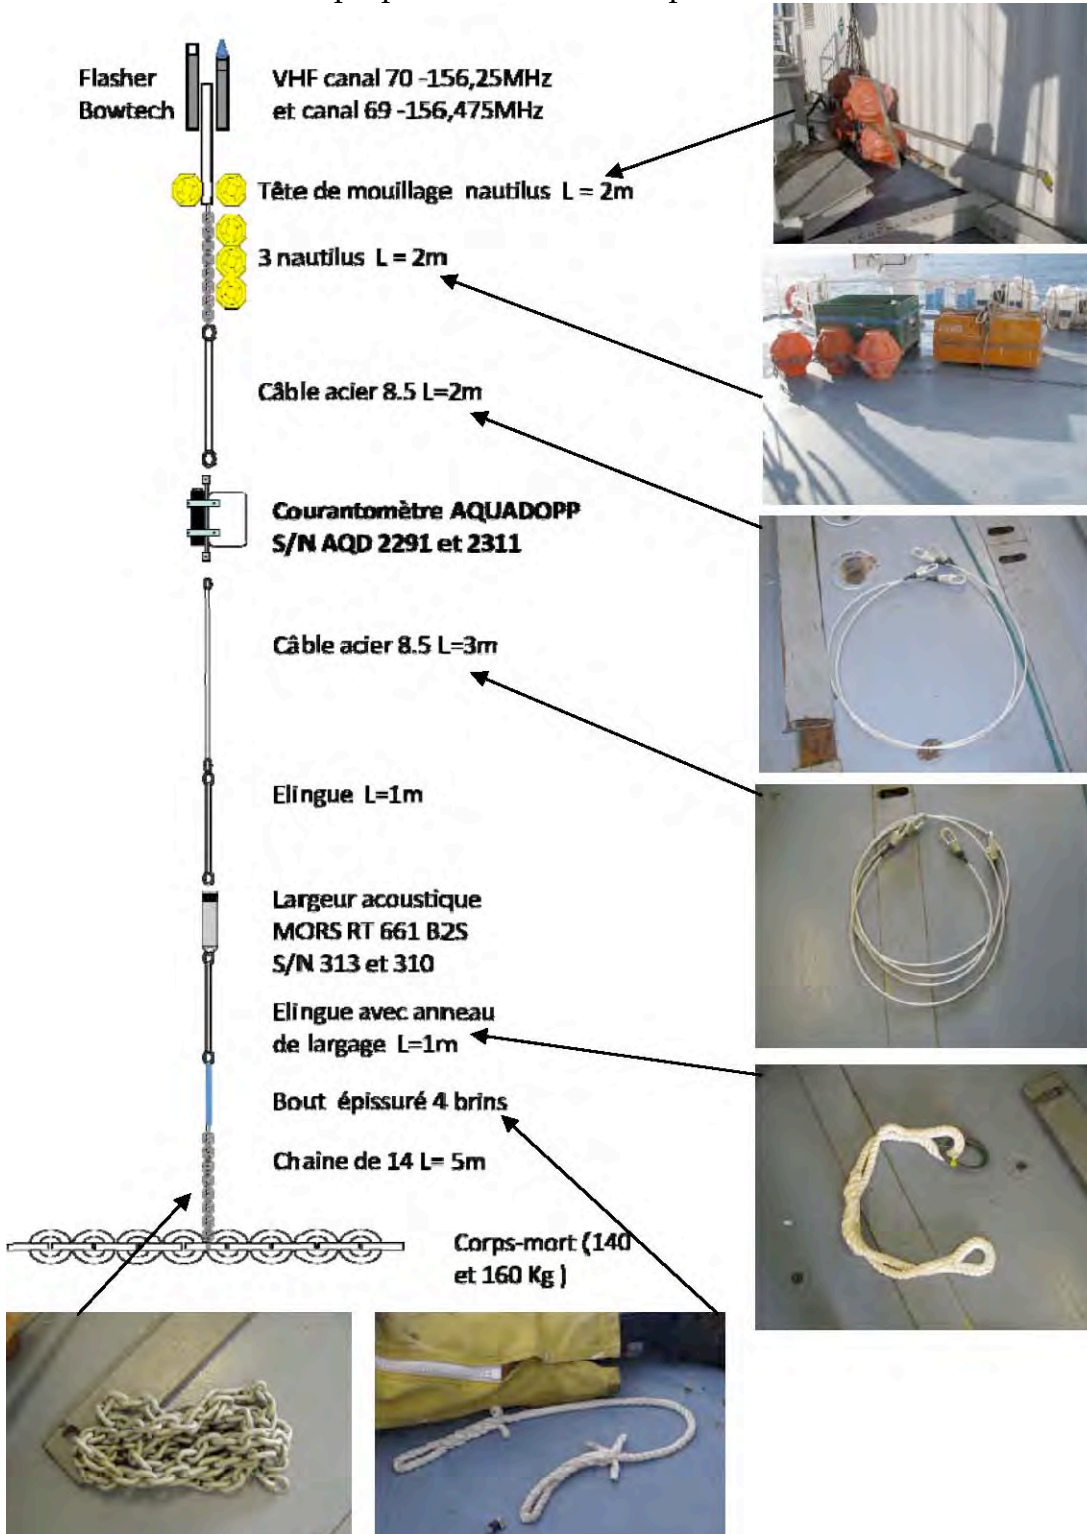 Flasher
Bowtech
VHF canal 70 -156,25MHz
et canal 69 -156,475MHz
Tête de mouillage nautilus L = 2m
3 nautilus L = 2m
Câble acier 8.5 L=2m
Courantomètre AQUADOPP
S/N AQD 2291 et 2311
Câble acier 8.5 L=3m
Elingue L=1m
Largeur acoustique
MORS RT 661 B2S
S/N 313 et 310
Elingue avec anneau
de largage L=1m
Bout épissuré 4 brins
Chaine de 14 L= 5m
Corps-mort (140
et 160 Kg )